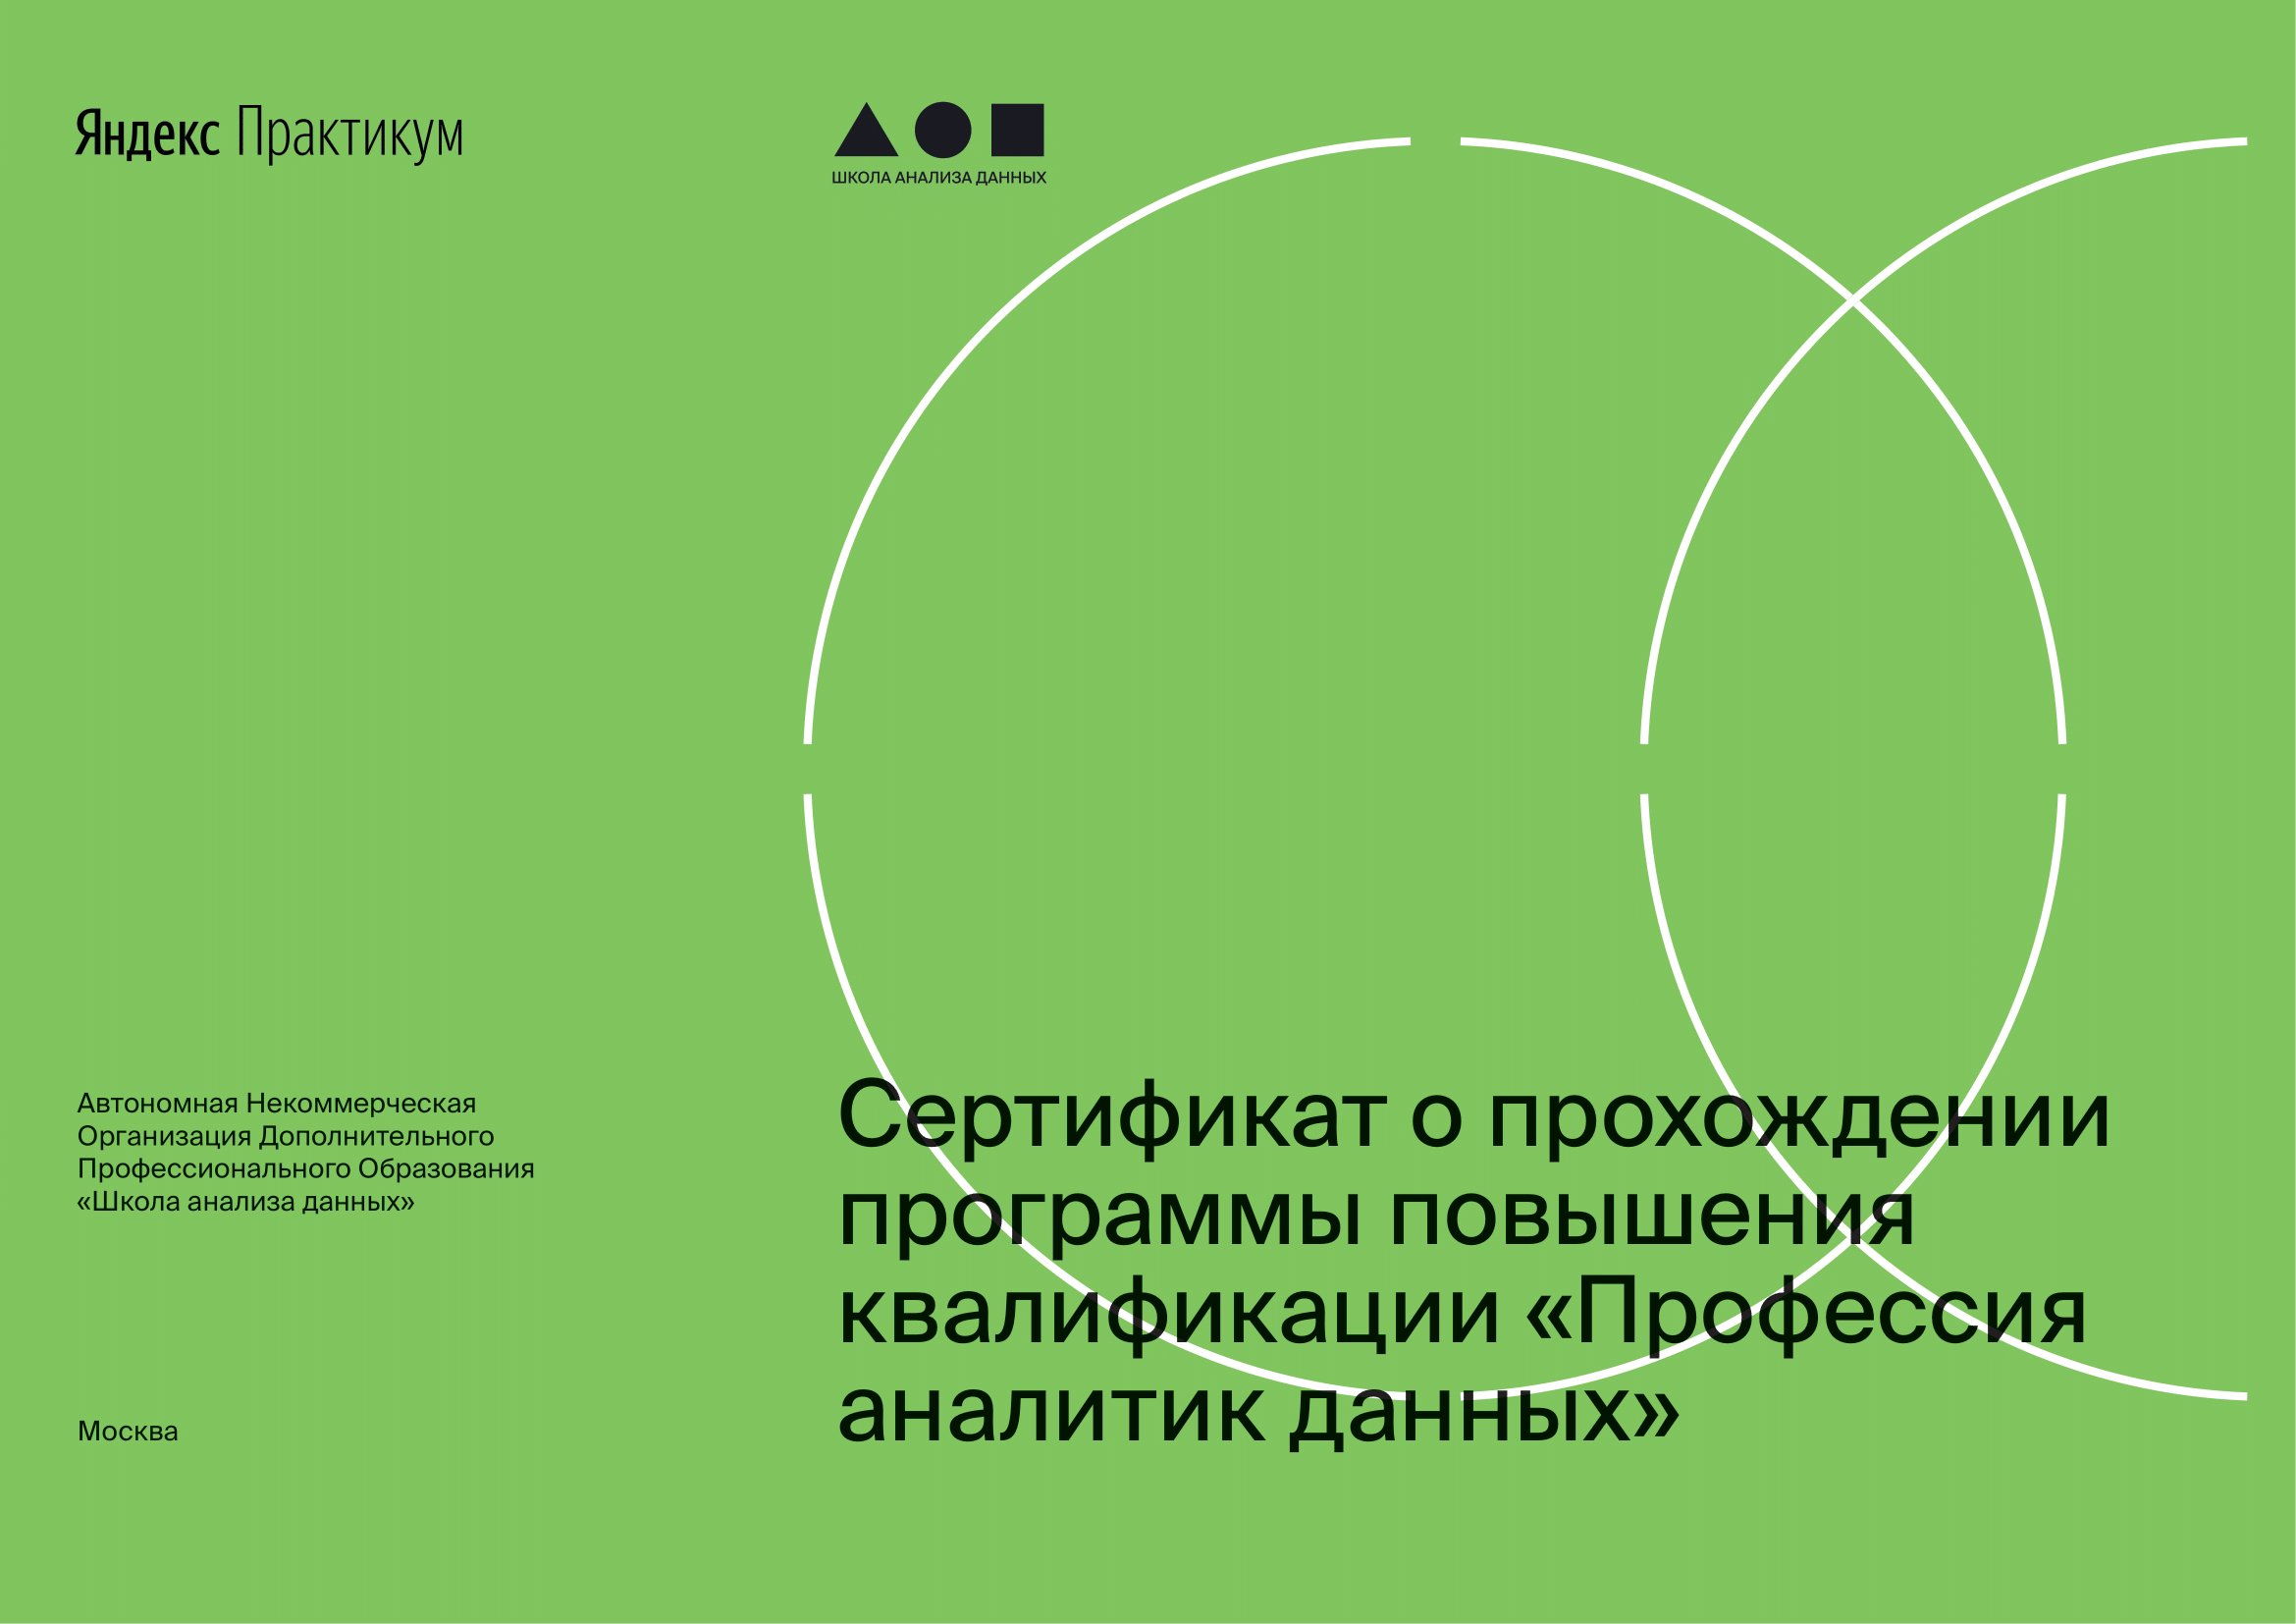 Яндекс Практикум
ШКОЛА АНАЛИЗА ДАННЫХ
Автономная Некоммерческая
Организация Дополнительного
Профессионального Образования
«Школа анализа данных»
Москва
Сертификат о прохождении
программы повышения
квалификации «Профессия
аналитик данных»